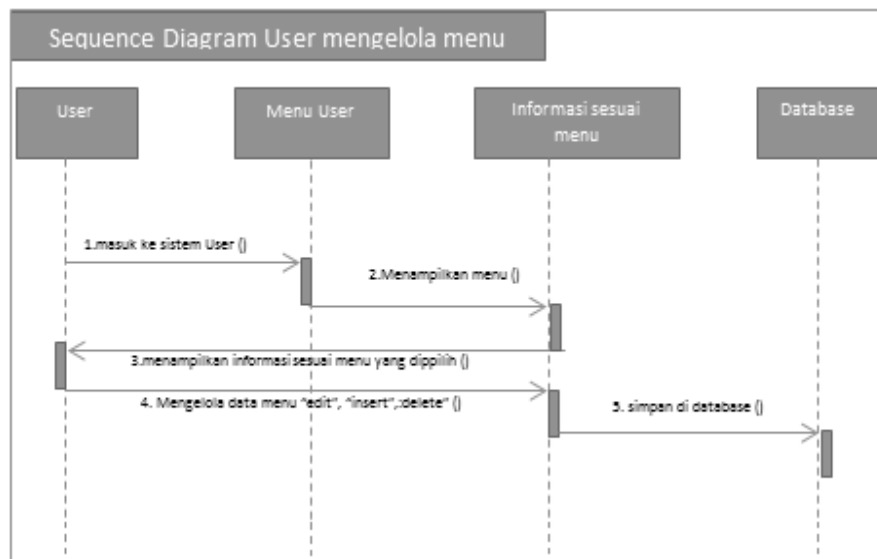 Sequence Diagram User mengelola menu
User
Menu User
Informasi sesuai
menu
Database
1.masuk ke sistem User ()
2.Menampilkan menu ()
3.menampilkan informasi sesuai menu yang dippilih ()
4. Mengelola data menu “edit”, “insert”,:delete” ()
5. simpan di database ()